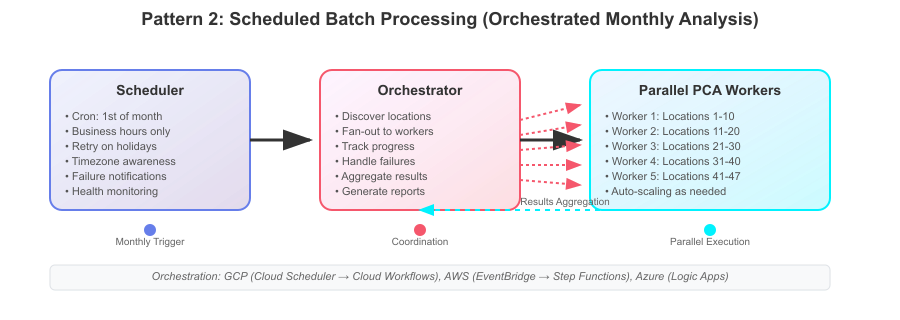 Pattern 2: Scheduled Batch Processing (Orchestrated Monthly Analysis)
Scheduler
• Cron: 1st of month
• Business hours only
• Retry on holidays
• Timezone awareness
• Failure notifications
• Health monitoring
Orchestrator
• Discover locations
• Fan-out to workers
• Track progress
• Handle failures
• Aggregate results
• Generate reports
Parallel PCA Workers
• Worker 1: Locations 1-10
• Worker 2: Locations 11-20
• Worker 3: Locations 21-30
• Worker 4: Locations 31-40
• Worker 5: Locations 41-47
• Auto-scaling as needed
Results Aggregation
Monthly Trigger
Coordination
Parallel Execution
Orchestration: GCP (Cloud Scheduler → Cloud Workflows), AWS (EventBridge → Step Functions), Azure (Logic Apps)